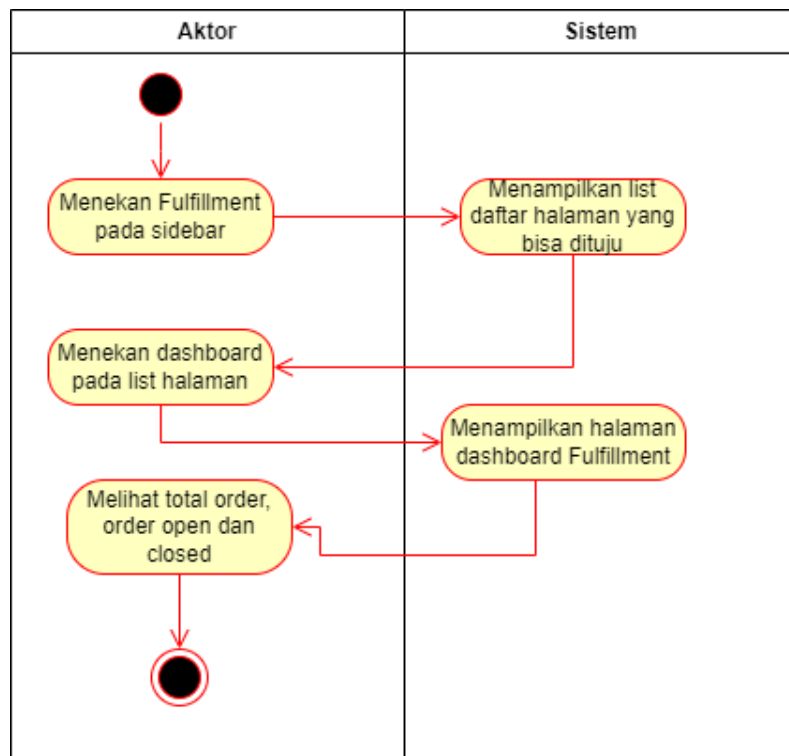 Aktor
Sistem
Menekan Fulfillment
pada sidebar
Menampilkan list
daftar halaman yang
bisa dituju
Menekan dashboard
pada list halaman
Menampilkan halaman
dashboard Fulfillment
Melihat total order,
order open dan
closed